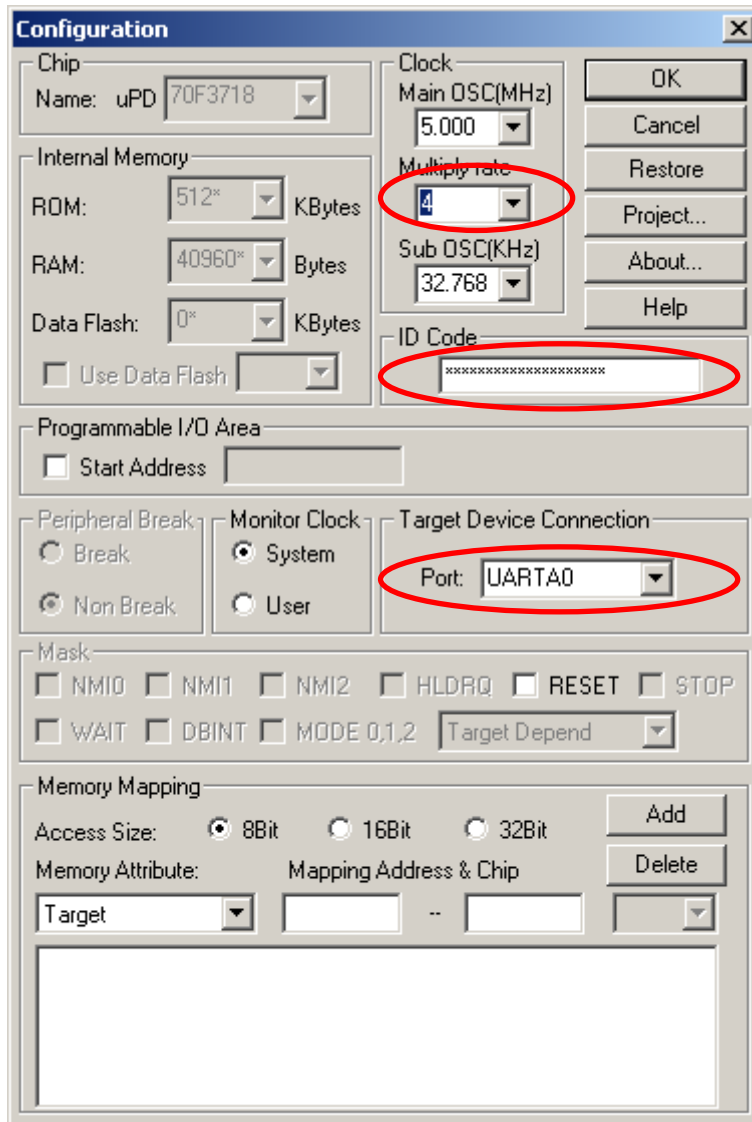 Configuration
Chip
Name: uPD 70F3718
Internal Memory
ROM: 512* KBytes
RAM: 40960* Bytes
Data Flash: 0* KBytes
Use Data Flash
Clock
Main OSC(MHz)
5.000
Multiply rate
4
Sub OSC(KHz)
32.768
OK
Cancel
Restore
Project...
About...
Help
ID Code
********************
Programmable I/O Area
Start Address
Peripheral Break
Break
Non Break
Monitor Clock
System
User
Target Device Connection
Port: UARTA0
Mask
NMI0 NMI1 NMI2 HLDRQ RESET STOP
WAIT DBINT MODE 0,1,2 Target Depend
Memory Mapping
Access Size: 8Bit 16Bit 32Bit
Add
Memory Attribute: Mapping Address & Chip
Delete
Target --